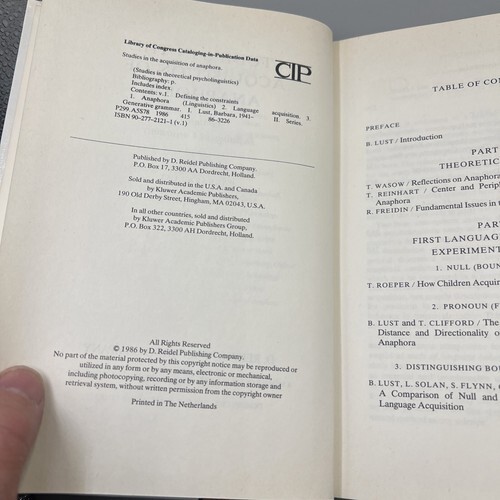 Library of Congress Cataloging-in-Publication Data
CIP
Studies in the acquisition of anaphora.
(Studies in theoretical psycholinguistics)
Bibliography: p.
Includes index.
Contents: v.1. Defining the constraints
1. Anaphora (Linguistics) 2. Language acquisition. 3.
Generative grammar. I. Lust, Barbara, 1941- II. Series.
P299.A5S78 1986 415 86-3226
ISBN 90-277-2121-1 (v.1)
Published by D. Reidel Publishing Company.
P.O. Box 17, 3300 AA Dordrecht, Holland.
Sold and distributed in the U.S.A. and Canada
by Kluwer Academic Publishers,
190 Old Derby Street, Hingham, MA 02043, U.S.A.
In all other countries, sold and distributed
by Kluwer Academic Publishers Group,
P.O. Box 322, 3300 AH Dordrecht, Holland.
All Rights Reserved
© 1986 by D. Reidel Publishing Company.
No part of the material protected by this copyright notice may be reproduced or
utilized in any form or by any means, electronic or mechanical,
including photocopying, recording or by any information storage and
retrieval system, without written permission from the copyright owner
Printed in The Netherlands
TABLE OF CON
PREFACE
B. LUST / Introduction
PART
THEORETIC
T. WASOW / Reflections on Anaphora
T. REINHART / Center and Periph
Anaphora
R. FREIDIN / Fundamental Issues in t
PAR
FIRST LANGUAGE
EXPERIMENT
1. NULL (BOUN
T. ROEPER / How Children Acquir
2. PRONOUN (F
B. LUST and T. CLIFFORD / The
Distance and Directionality o
Anaphora
3. DISTINGUISHING BOU
B. LUST, L. SOLAN, S. FLYNN,
A Comparison of Null and
Language Acquisition